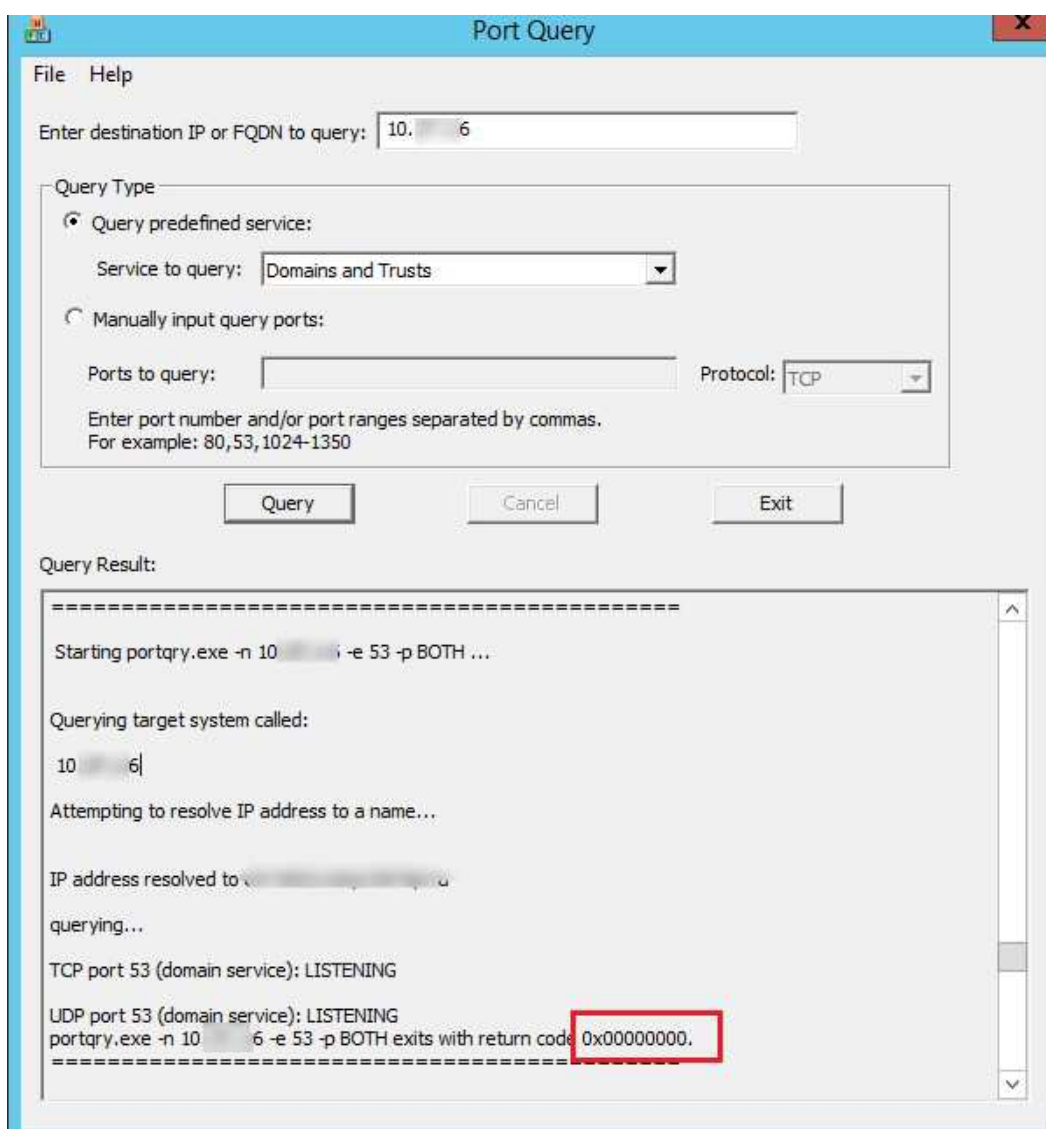 Port Query
x
File Help
Enter destination IP or FQDN to query: 10. 6
Query Type
Query predefined service:
Service to query: Domains and Trusts
Manually input query ports:
Ports to query: Protocol: TCP
Enter port number and/or port ranges separated by commas.
For example: 80,53,1024-1350
Query Cancel Exit
Query Result:
=============================================
Starting portqry.exe -n 10 -e 53 -p BOTH ...
Querying target system called:
10 6
Attempting to resolve IP address to a name...
IP address resolved to
querying...
TCP port 53 (domain service): LISTENING
UDP port 53 (domain service): LISTENING
portqry.exe -n 10 6 -e 53 -p BOTH exits with return code 0x00000000.
=============================================